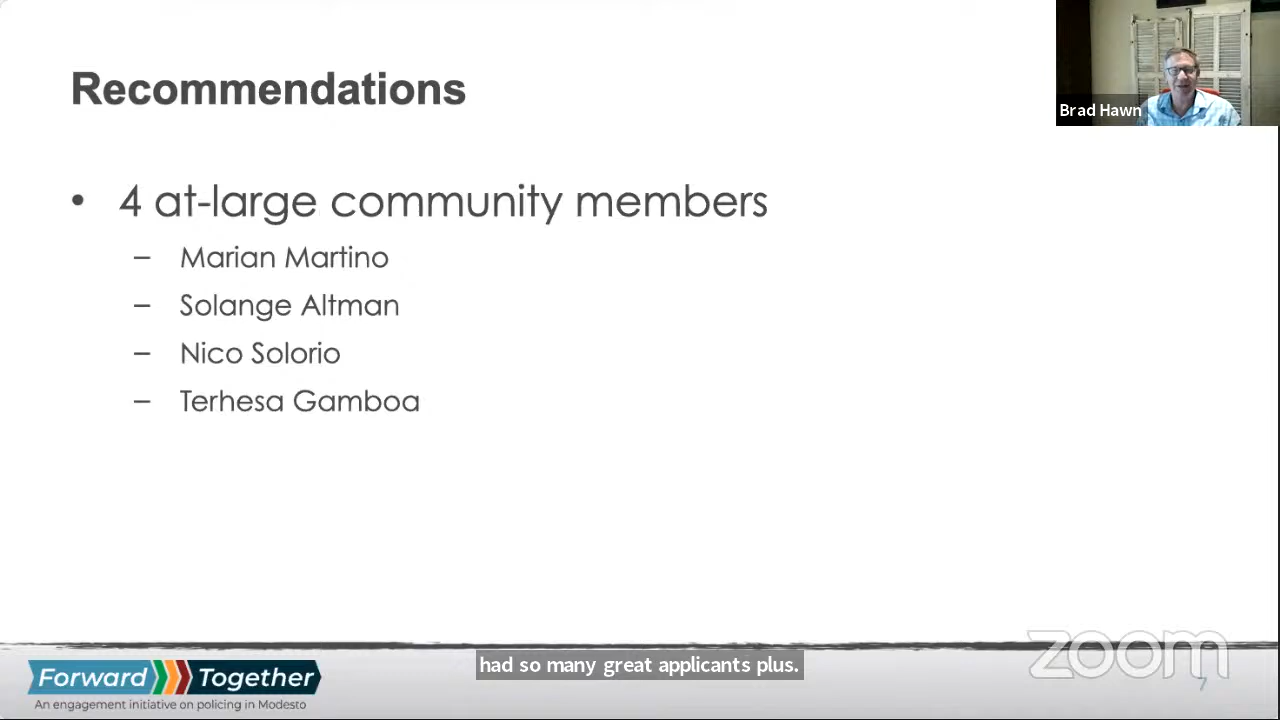 Recommendations
Brad Hawn
• 4 at-large community members
– Marian Martino
– Solange Altman
– Nico Solorio
– Terhesa Gamboa
had so many great applicants plus.
zoom
7
Forward Together
An engagement initiative on policing in Modesto